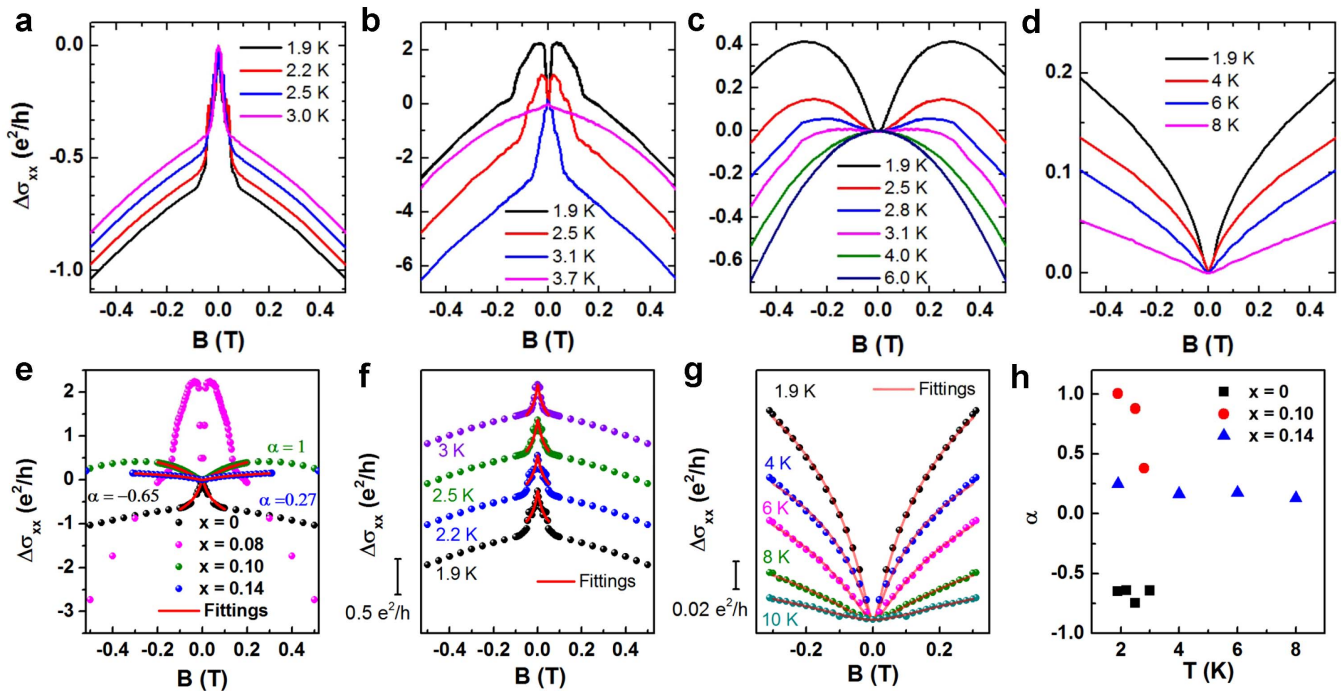 a
Δσxx (e²/h)
0.0
-0.5
-1.0
1.9 K
2.2 K
2.5 K
3.0 K
-0.4 -0.2 0.0 0.2 0.4
B (T)
b
2
0
-2
-4
-6
1.9 K
2.5 K
3.1 K
3.7 K
-0.4 -0.2 0.0 0.2 0.4
B (T)
c
0.4
0.2
0.0
-0.2
-0.4
-0.6
1.9 K
2.5 K
2.8 K
3.1 K
4.0 K
6.0 K
-0.4 -0.2 0.0 0.2 0.4
B (T)
d
0.2
0.1
0.0
1.9 K
4 K
6 K
8 K
-0.4 -0.2 0.0 0.2 0.4
B (T)
e
Δσxx (e²/h)
2
1
0
-1
-2
-3
α = 1
α = −0.65
α = 0.27
x = 0
x = 0.08
x = 0.10
x = 0.14
Fittings
-0.4 -0.2 0.0 0.2 0.4
B (T)
f
Δσxx (e²/h)
3 K
2.5 K
2.2 K
1.9 K
Fittings
0.5 e²/h
-0.4 -0.2 0.0 0.2 0.4
B (T)
g
Δσxx (e²/h)
1.9 K
Fittings
4 K
6 K
8 K
10 K
0.02 e²/h
-0.2 0.0 0.2
B (T)
h
α
1.0
0.5
0.0
-0.5
-1.0
x = 0
x = 0.10
x = 0.14
2 4 6 8
T (K)